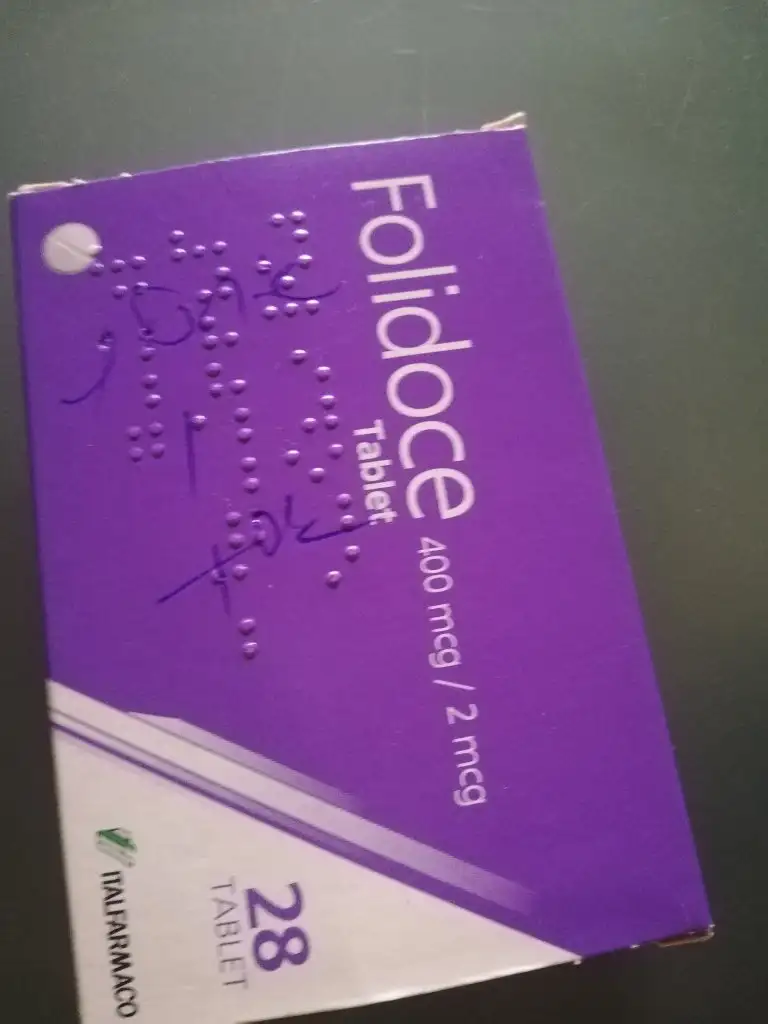 Folidoce 400 mcg / 2 mcg
Tablet
28
TABLET
ITALFARMACO